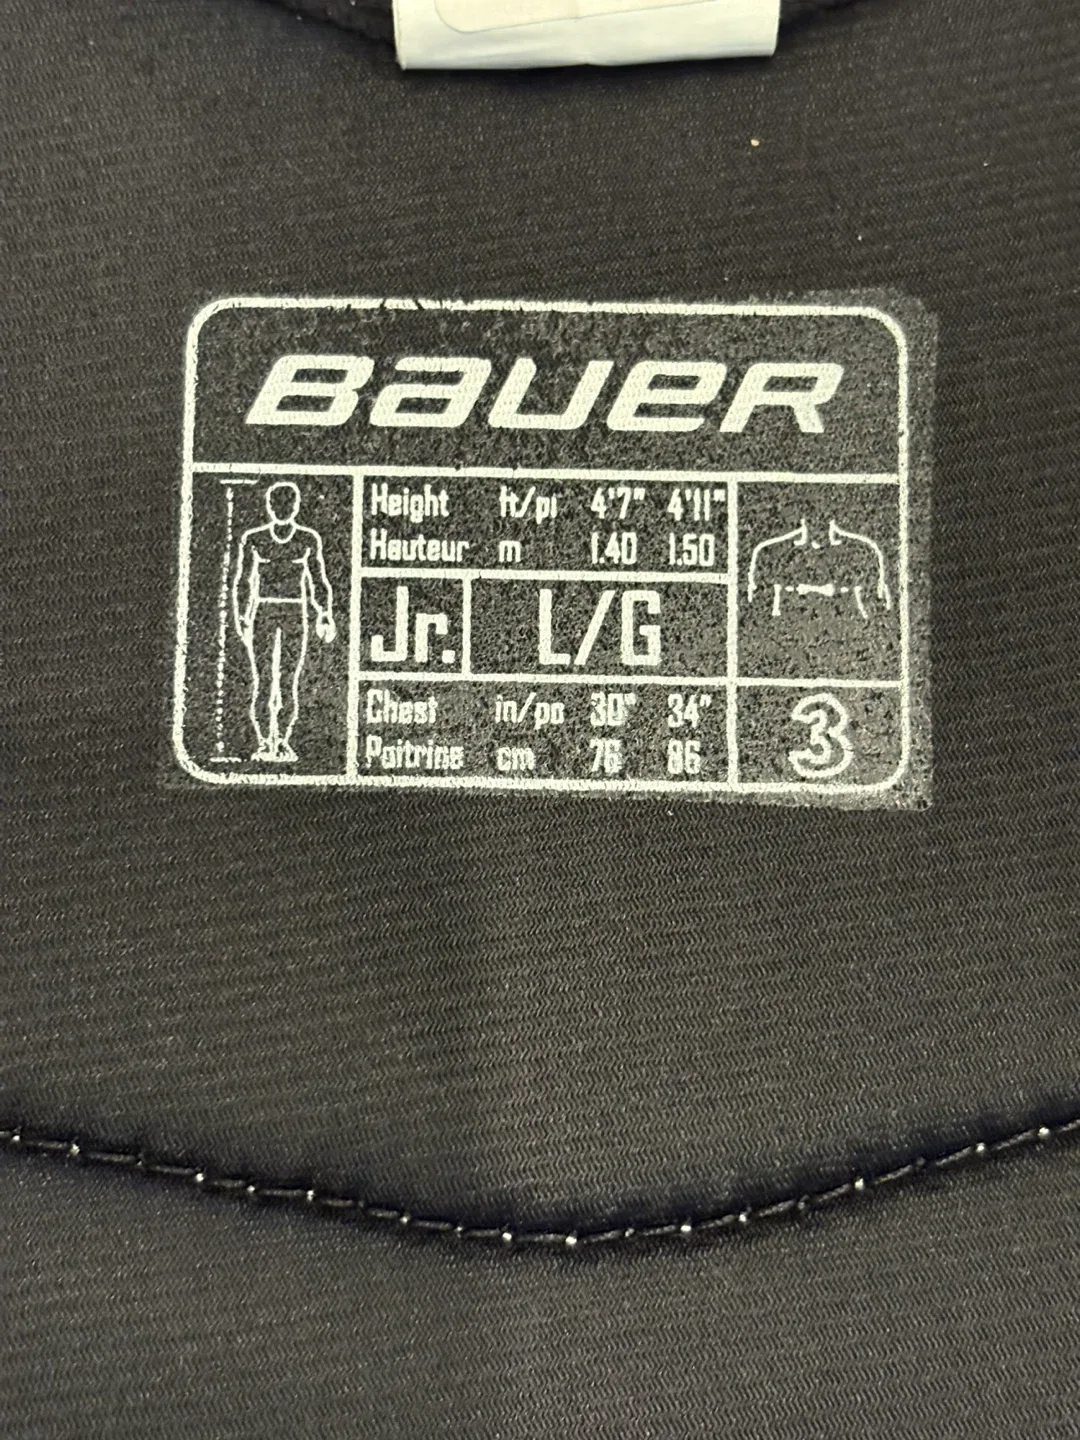 BAUER
Height ft/pi 4'7" 4'11"
Hauteur m 1.40 1.50
Jr. L/G
Chest in/po 30" 34"
Poitrine cm 76 86
3